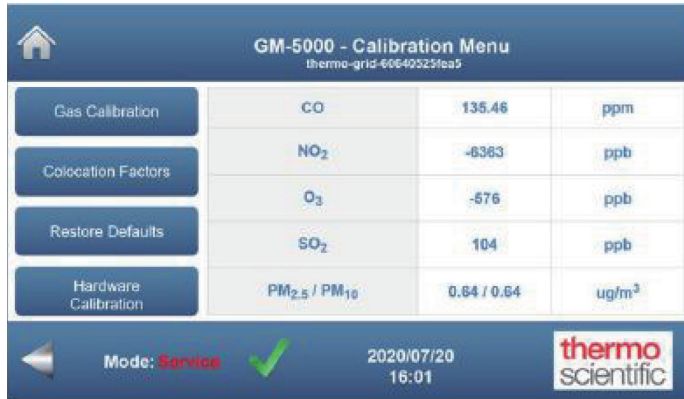 GM-5000 - Calibration Menu
thermo-grid-60640525fea5
Gas Calibration
CO 135.46 ppm
Colocation Factors
NO₂ -6363 ppb
O₃ -576 ppb
Restore Defaults
SO₂ 104 ppb
Hardware
Calibration
PM₂.₅ / PM₁₀ 0.64 / 0.64 ug/m³
Mode: Service
2020/07/20
16:01
thermo
scientific